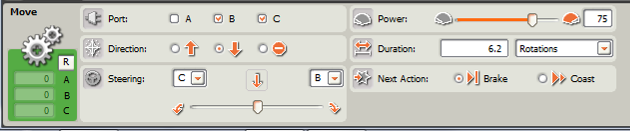 Move
Port: A B C Power: 75
Direction: Duration: 6.2 Rotations
R
0 A Steering: C B Next Action: Brake Coast
0 B
0 C